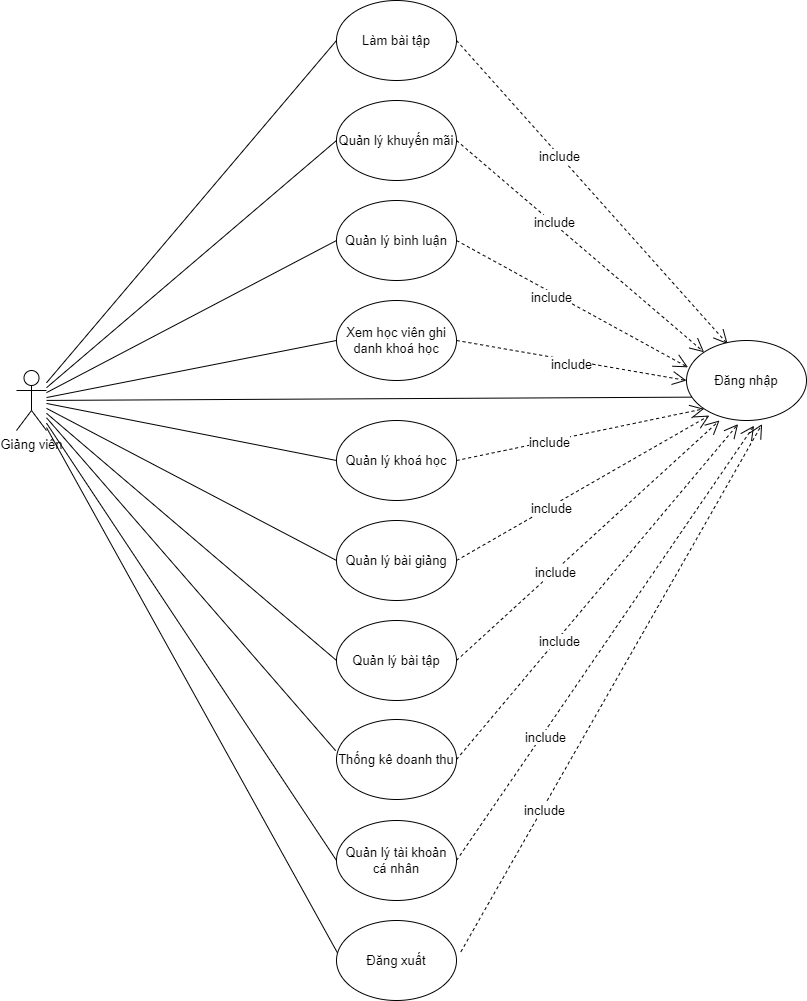 Làm bài tập
include
Quản lý khuyến mãi
include
Quản lý bình luận
include
Xem học viên ghi
danh khoá học
include
Đăng nhập
Giảng viên
Quản lý khoá học
include
Quản lý bài giảng
include
Quản lý bài tập
include
Thống kê doanh thu
include
Quản lý tài khoản
cá nhân
include
Đăng xuất
include